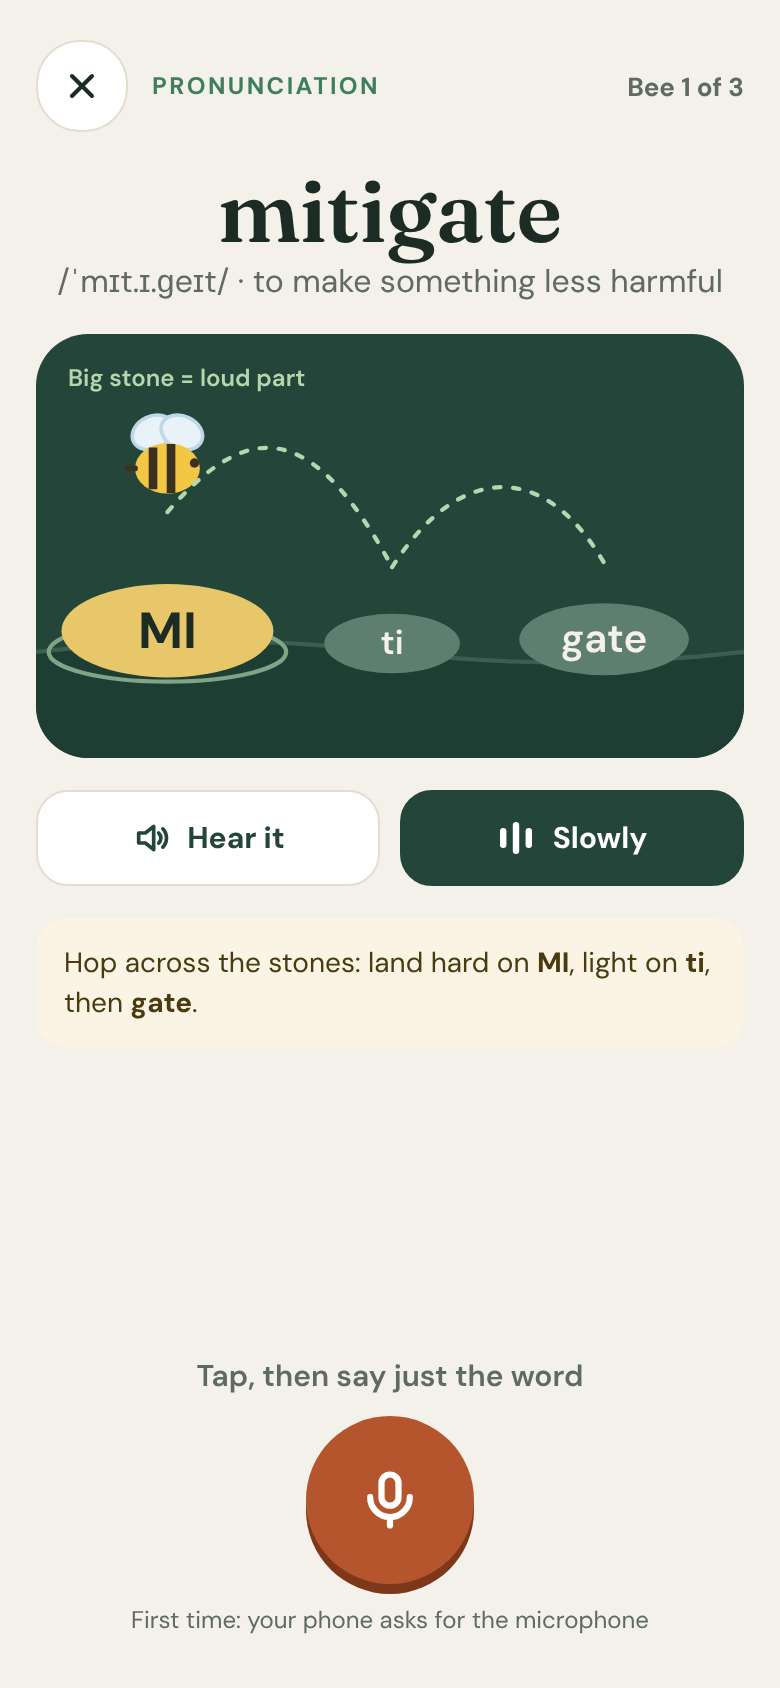 PRONUNCIATION
Bee 1 of 3
mitigate
/ˈmɪt.ɪ.ɡeɪt/ · to make something less harmful
Big stone = loud part
MI
ti
gate
Hear it
Slowly
Hop across the stones: land hard on MI, light on ti,
then gate.
Tap, then say just the word
First time: your phone asks for the microphone